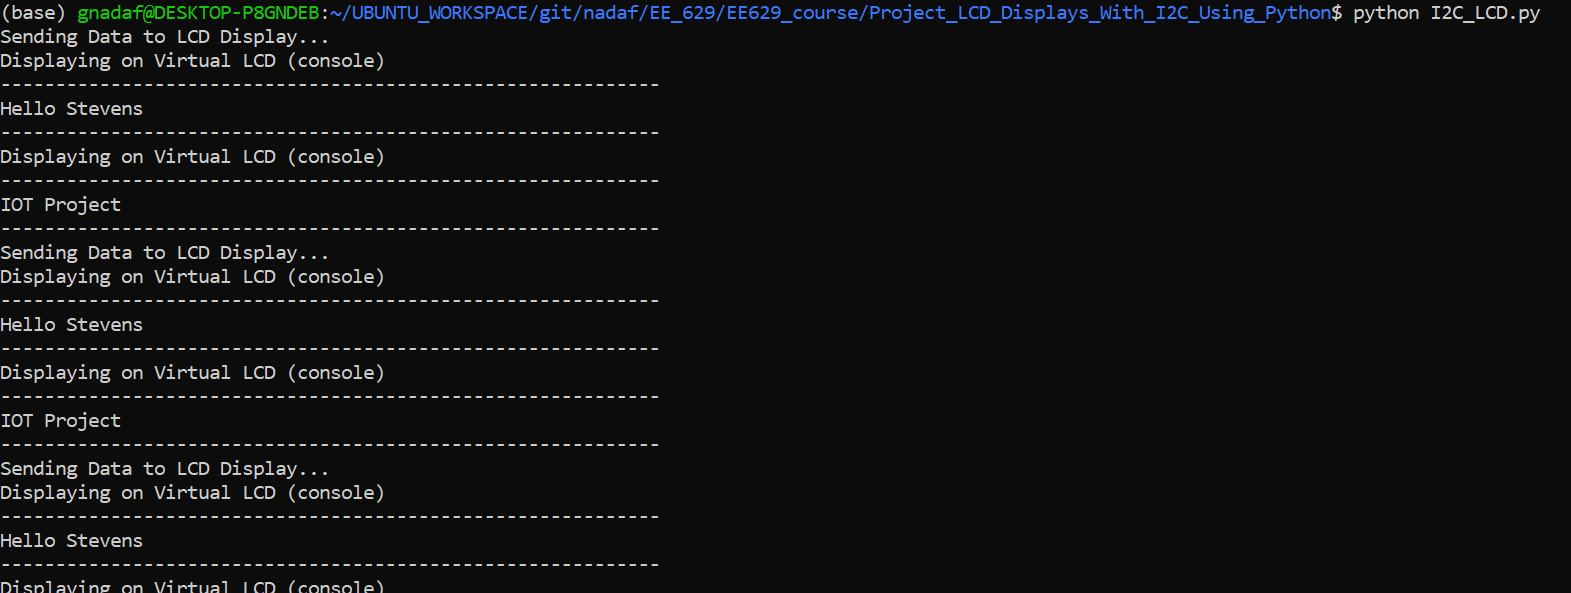 (base) gnadaf@DESKTOP-P8GNDEB:~/UBUNTU_WORKSPACE/git/nadaf/EE_629/EE629_course/Project_LCD_Displays_With_I2C_Using_Python$ python I2C_LCD.py
Sending Data to LCD Display...
Displaying on Virtual LCD (console)
------------------------------------------------------------
Hello Stevens
------------------------------------------------------------
Displaying on Virtual LCD (console)
------------------------------------------------------------
IOT Project
------------------------------------------------------------
Sending Data to LCD Display...
Displaying on Virtual LCD (console)
------------------------------------------------------------
Hello Stevens
------------------------------------------------------------
Displaying on Virtual LCD (console)
------------------------------------------------------------
IOT Project
------------------------------------------------------------
Sending Data to LCD Display...
Displaying on Virtual LCD (console)
------------------------------------------------------------
Hello Stevens
------------------------------------------------------------
Displaying on Virtual LCD (console)